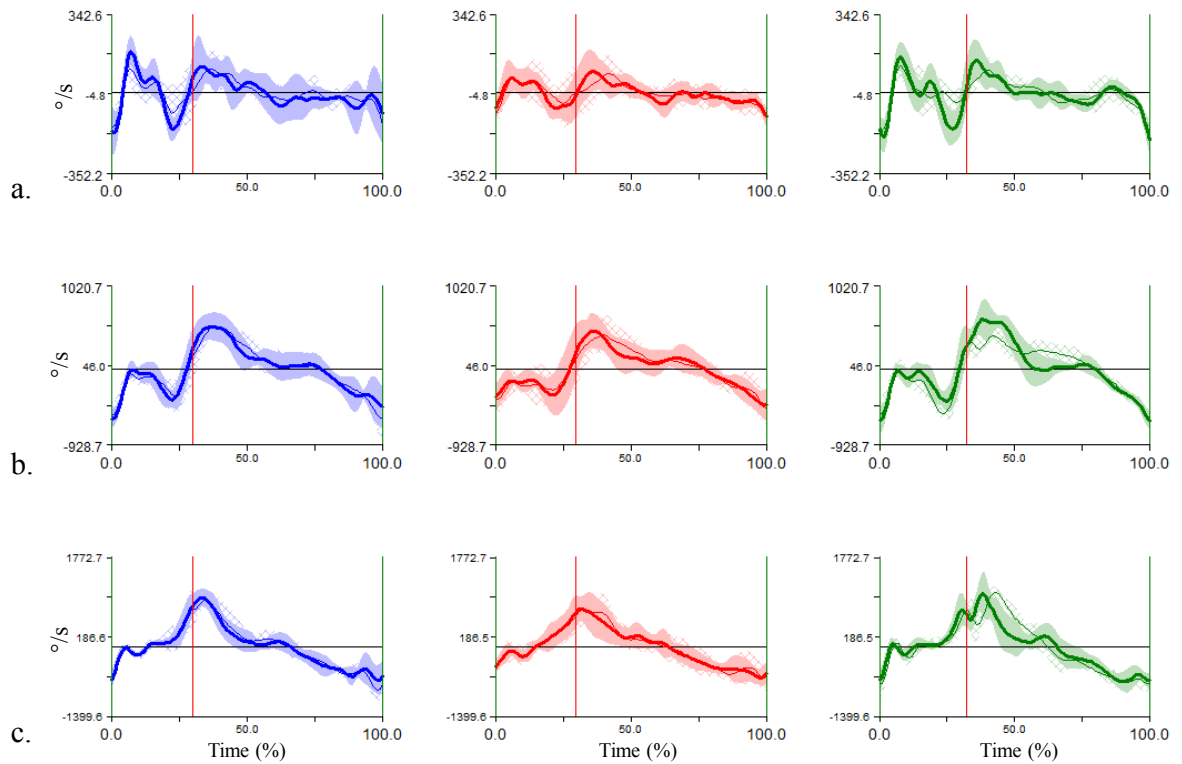 342.6 342.6 342.6
°/s -4.8 -4.8 -4.8
-352.2 -352.2 -352.2
0.0 50.0 100.0 0.0 50.0 100.0 0.0 50.0 100.0
a.
1020.7 1020.7 1020.7
°/s 46.0 46.0 46.0
-928.7 -928.7 -928.7
0.0 50.0 100.0 0.0 50.0 100.0 0.0 50.0 100.0
b.
1772.7 1772.7 1772.7
°/s 186.5 186.5 186.5
-1399.6 -1399.6 -1399.6
0.0 50.0 100.0 0.0 50.0 100.0 0.0 50.0 100.0
c. Time (%) Time (%) Time (%)